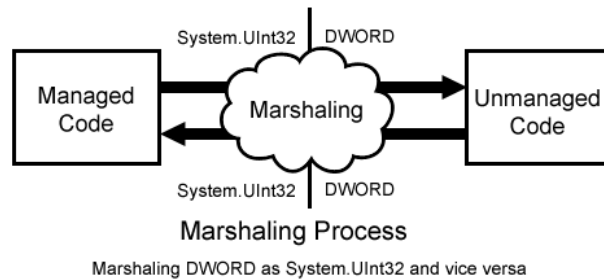 System.UInt32 DWORD
Managed Code
Marshaling
Unmanaged Code
System.UInt32 DWORD
Marshaling Process
Marshaling DWORD as System.UInt32 and vice versa